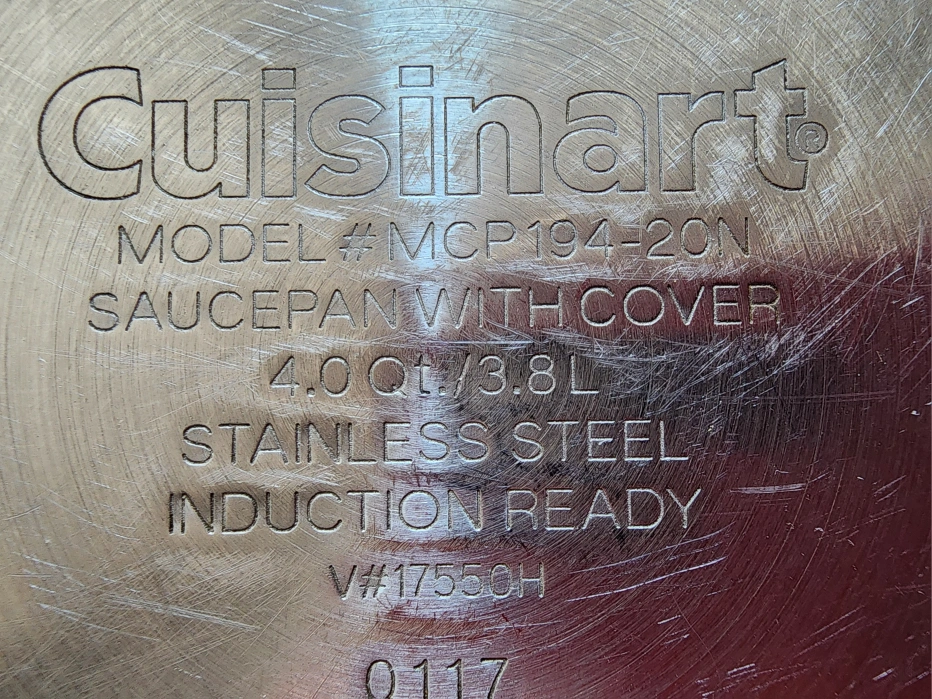 Cuisinart®
MODEL # MCP194-20N
SAUCEPAN WITH COVER
4.0 Qt./3.8 L
STAINLESS STEEL
INDUCTION READY
V#17550H
0117